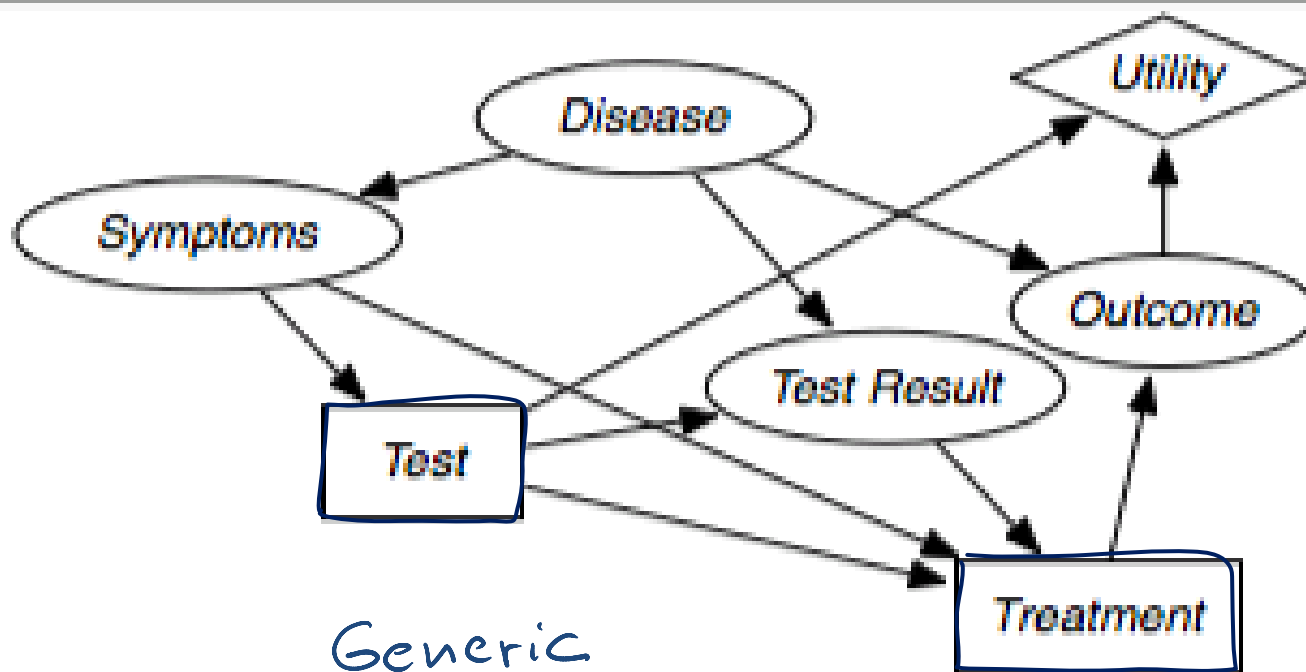 Utility
Disease
Symptoms
Outcome
Test Result
Test
Treatment
Generic